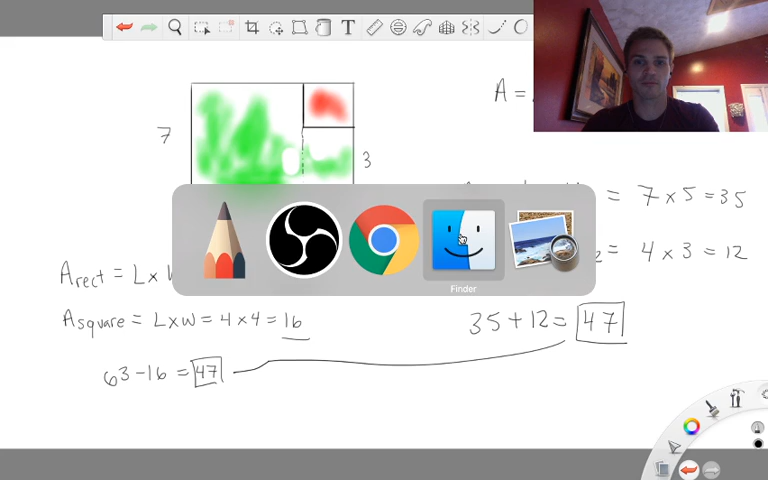 T
A =
7
3
= 7 x 5 = 35
= 4 x 3 = 12
Finder
Arect = L x
Asquare = L x W = 4 x 4 = 16
35 + 12 = 47
63 - 16 = 47